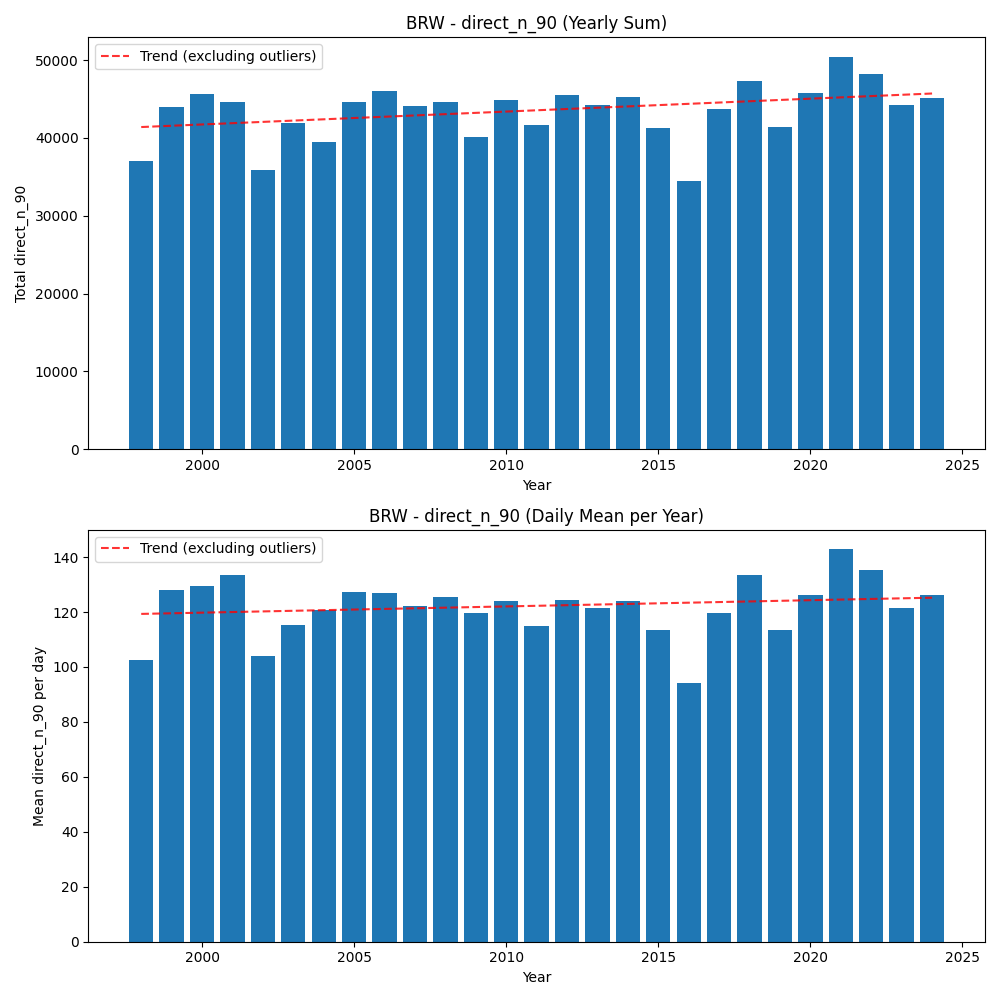 BRW - direct_n_90 (Yearly Sum)
Trend (excluding outliers)
50000
40000
30000
20000
10000
0
Total direct_n_90
2000 2005 2010 2015 2020 2025
Year
BRW - direct_n_90 (Daily Mean per Year)
Trend (excluding outliers)
140
120
100
80
60
40
20
0
Mean direct_n_90 per day
2000 2005 2010 2015 2020 2025
Year